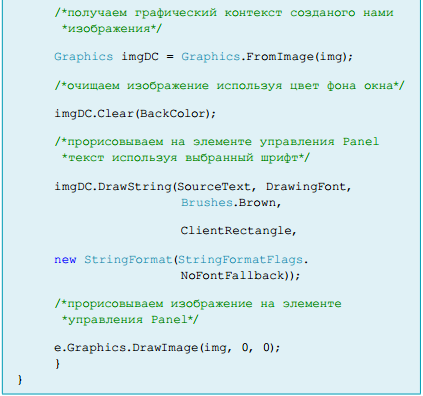 /*получаем графический контекст созданого нами
*изображения*/
Graphics imgDC = Graphics.FromImage(img);
/*очищаем изображение используя цвет фона окна*/
imgDC.Clear(BackColor);
/*прорисовываем на элементе управления Panel
*текст используя выбранный шрифт*/
imgDC.DrawString(SourceText, DrawingFont,
Brushes.Brown,
ClientRectangle,
new StringFormat(StringFormatFlags.
NoFontFallback));
/*прорисовываем изображение на элементе
*управления Panel*/
e.Graphics.DrawImage(img, 0, 0);
}
}